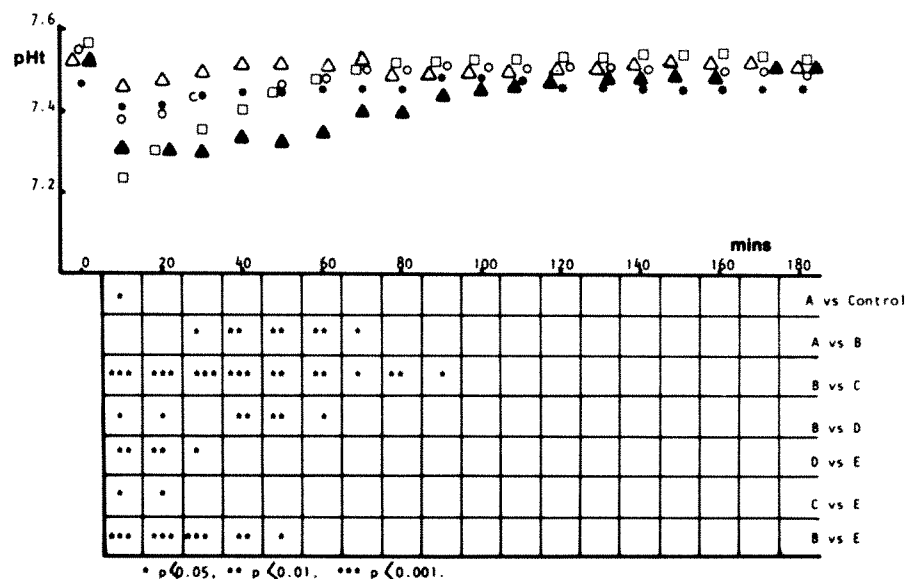 7.6
pHt
7.4
7.2
mins
0 20 40 60 80 100 120 140 160 180
* A vs Control
* ** ** ** * A vs B
*** *** *** *** ** ** * ** * B vs C
* * ** ** * B vs D
** ** * D vs E
* * C vs E
*** *** *** ** * B vs E
* p<0.05, ** p<0.01, *** p<0.001.